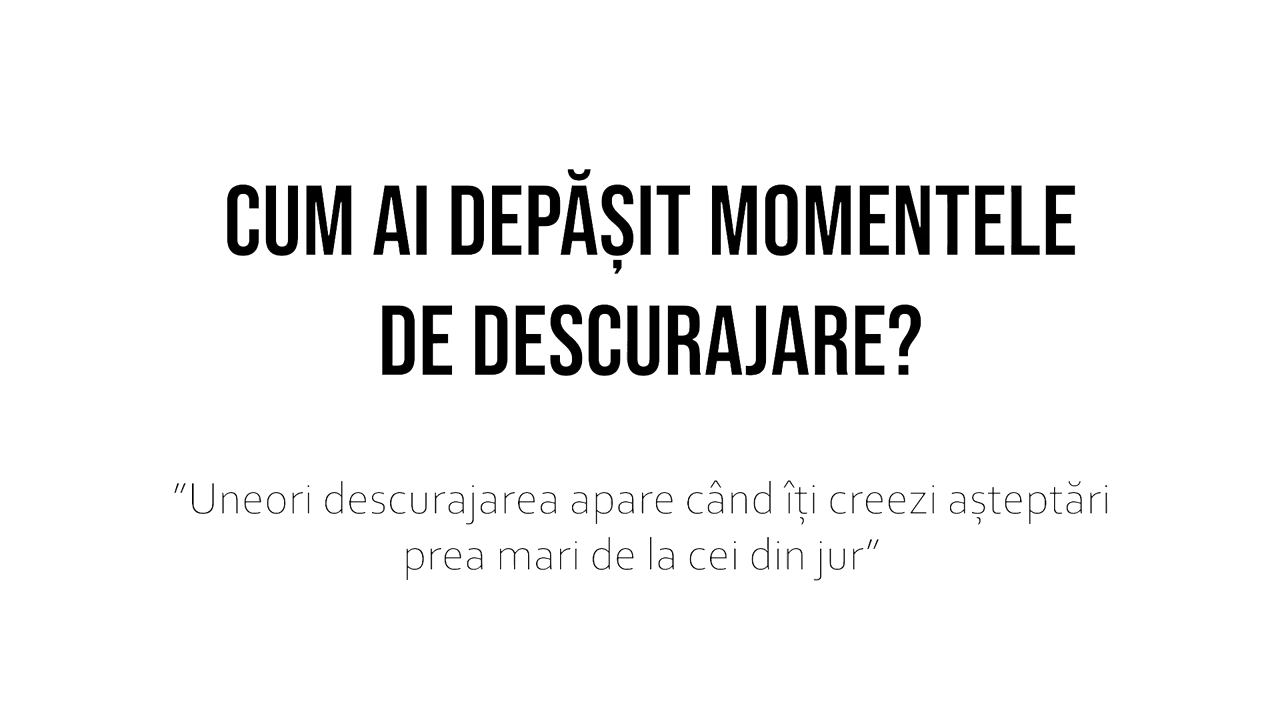 CUM AI DEPĂȘIT MOMENTELE
DE DESCURAJARE?
"Uneori descurajarea apare când îți creezi așteptări
prea mari de la cei din jur"